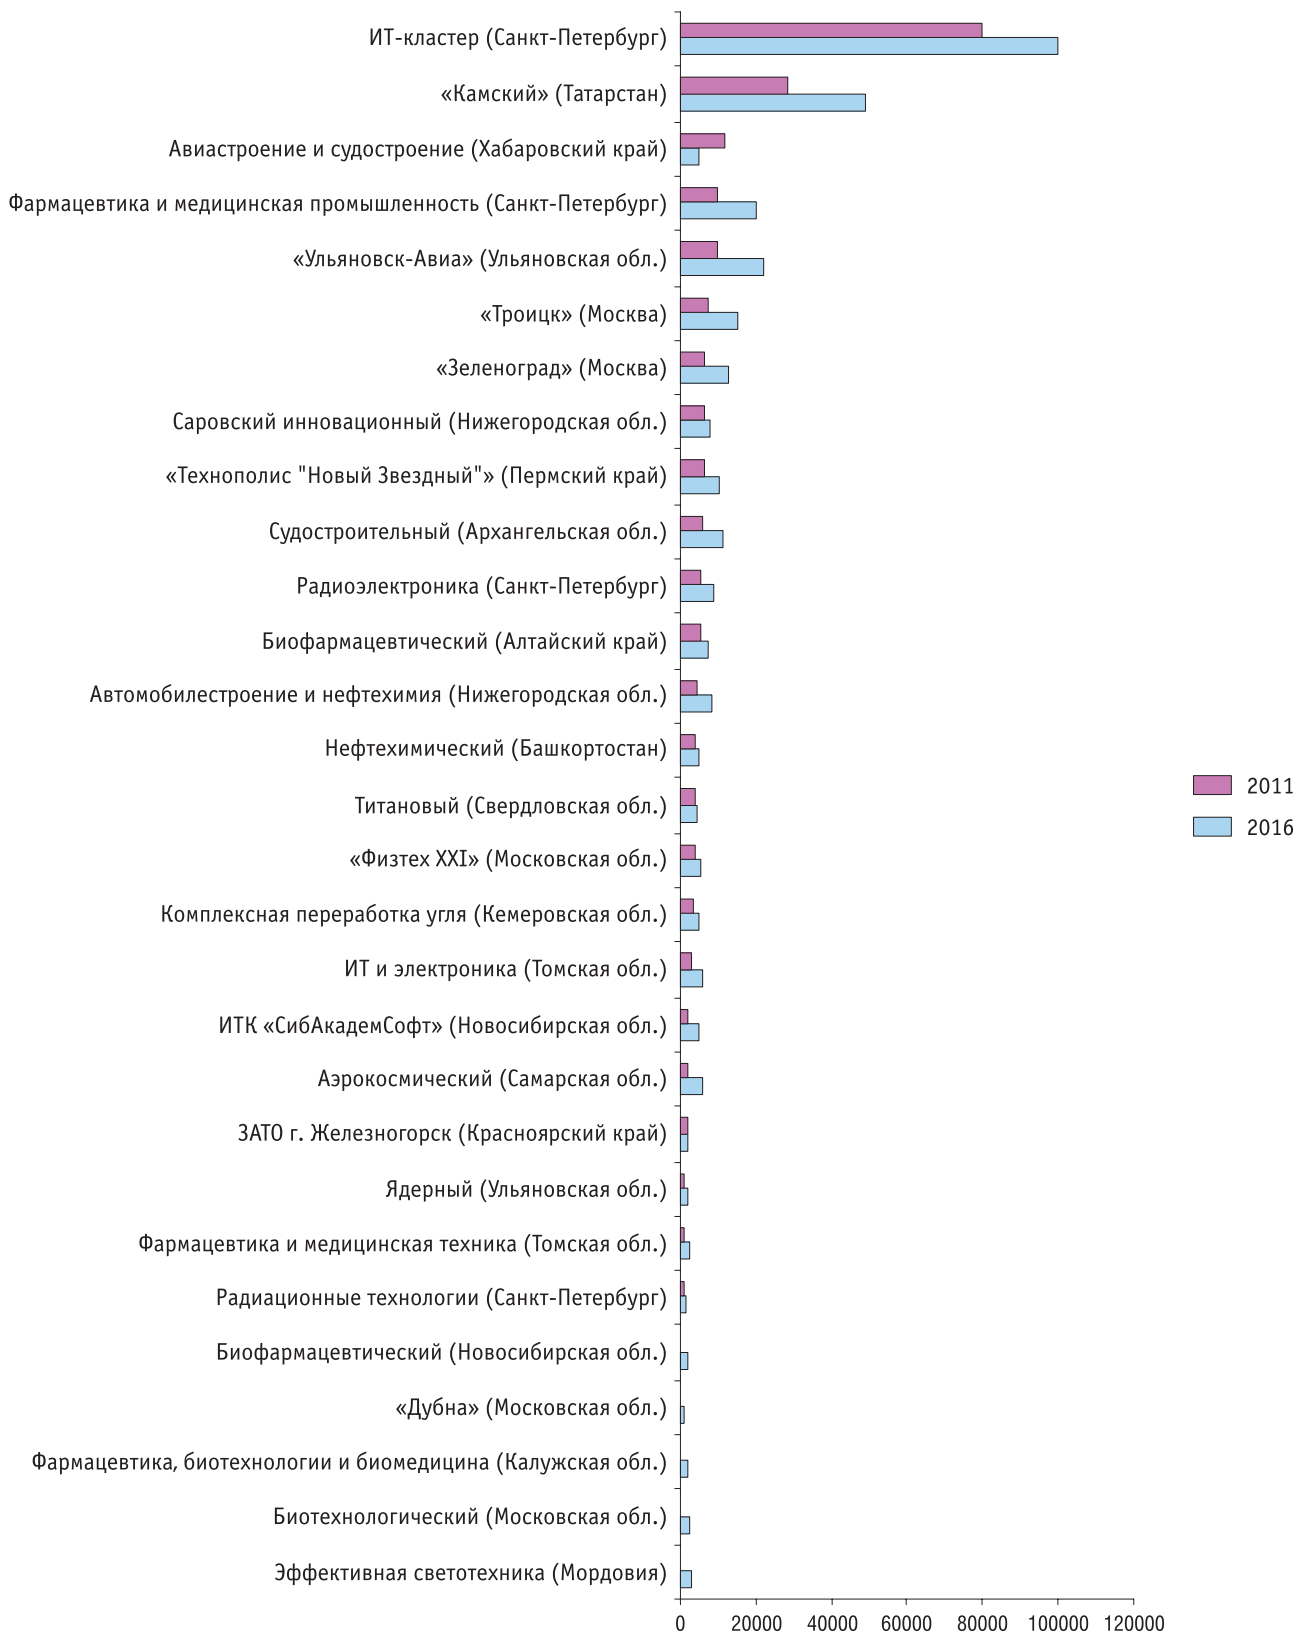 ИТ-кластер (Санкт-Петербург)
«Камский» (Татарстан)
Авиастроение и судостроение (Хабаровский край)
Фармацевтика и медицинская промышленность (Санкт-Петербург)
«Ульяновск-Авиа» (Ульяновская обл.)
«Троицк» (Москва)
«Зеленоград» (Москва)
Саровский инновационный (Нижегородская обл.)
«Технополис "Новый Звездный"» (Пермский край)
Судостроительный (Архангельская обл.)
Радиоэлектроника (Санкт-Петербург)
Биофармацевтический (Алтайский край)
Автомобилестроение и нефтехимия (Нижегородская обл.)
Нефтехимический (Башкортостан)
2011
Титановый (Свердловская обл.)
2016
«Физтех XXI» (Московская обл.)
Комплексная переработка угля (Кемеровская обл.)
ИТ и электроника (Томская обл.)
ИТК «СибАкадемСофт» (Новосибирская обл.)
Аэрокосмический (Самарская обл.)
ЗАТО г. Железногорск (Красноярский край)
Ядерный (Ульяновская обл.)
Фармацевтика и медицинская техника (Томская обл.)
Радиационные технологии (Санкт-Петербург)
Биофармацевтический (Новосибирская обл.)
«Дубна» (Московская обл.)
Фармацевтика, биотехнологии и биомедицина (Калужская обл.)
Биотехнологический (Московская обл.)
Эффективная светотехника (Мордовия)
0 20000 40000 60000 80000 100000 120000